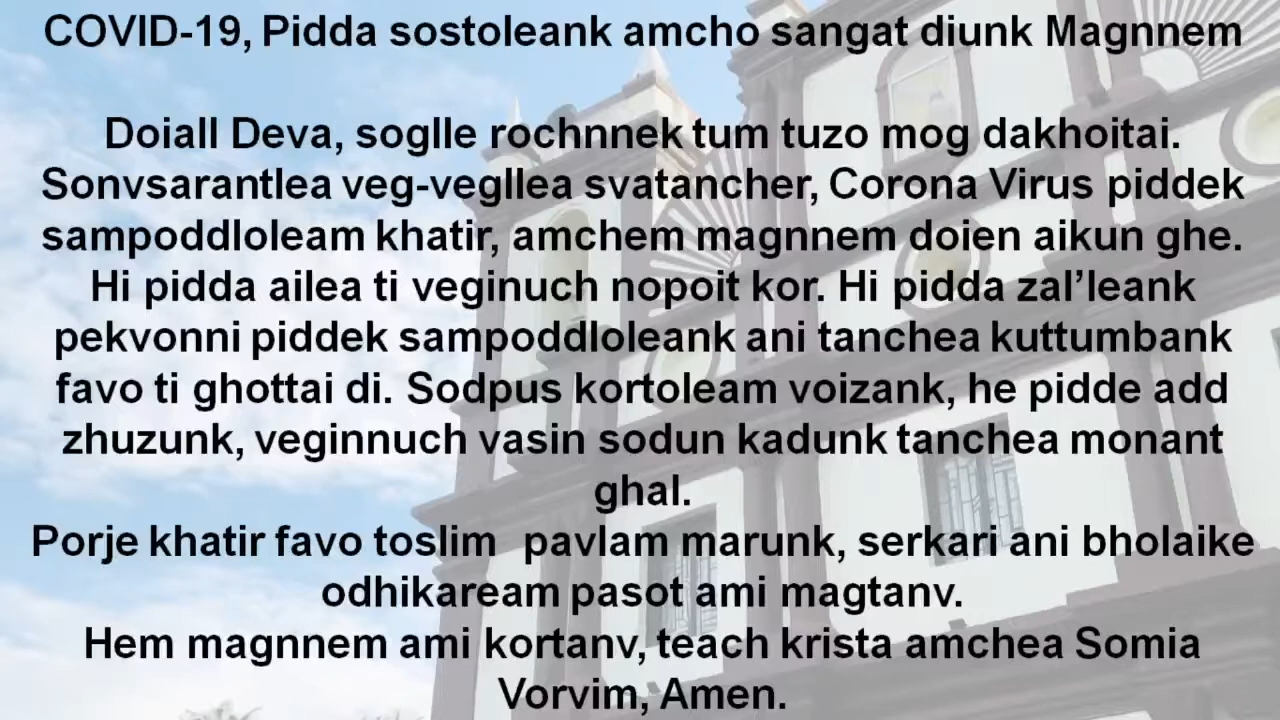 COVID-19, Pidda sostoleank amcho sangat diunk Magnnem
Doiall Deva, soglle rochnnek tum tuzo mog dakhoitai.
Sonvsarantlea veg-vegllea svatancher, Corona Virus piddek
sampoddloleam khatir, amchem magnnem doien aikun ghe.
Hi pidda ailea ti veginuch nopoit kor. Hi pidda zal’leank
pekvonni piddek sampoddloleank ani tanchea kuttumbank
favo ti ghottai di. Sodpus kortoleam voizank, he pidde add
zhuzunk, veginnuch vasin sodun kadunk tanchea monant
ghal.
Porje khatir favo toslim pavlam marunk, serkari ani bholaike
odhikaream pasot ami magtanv.
Hem magnnem ami kortanv, teach krista amchea Somia
Vorvim, Amen.